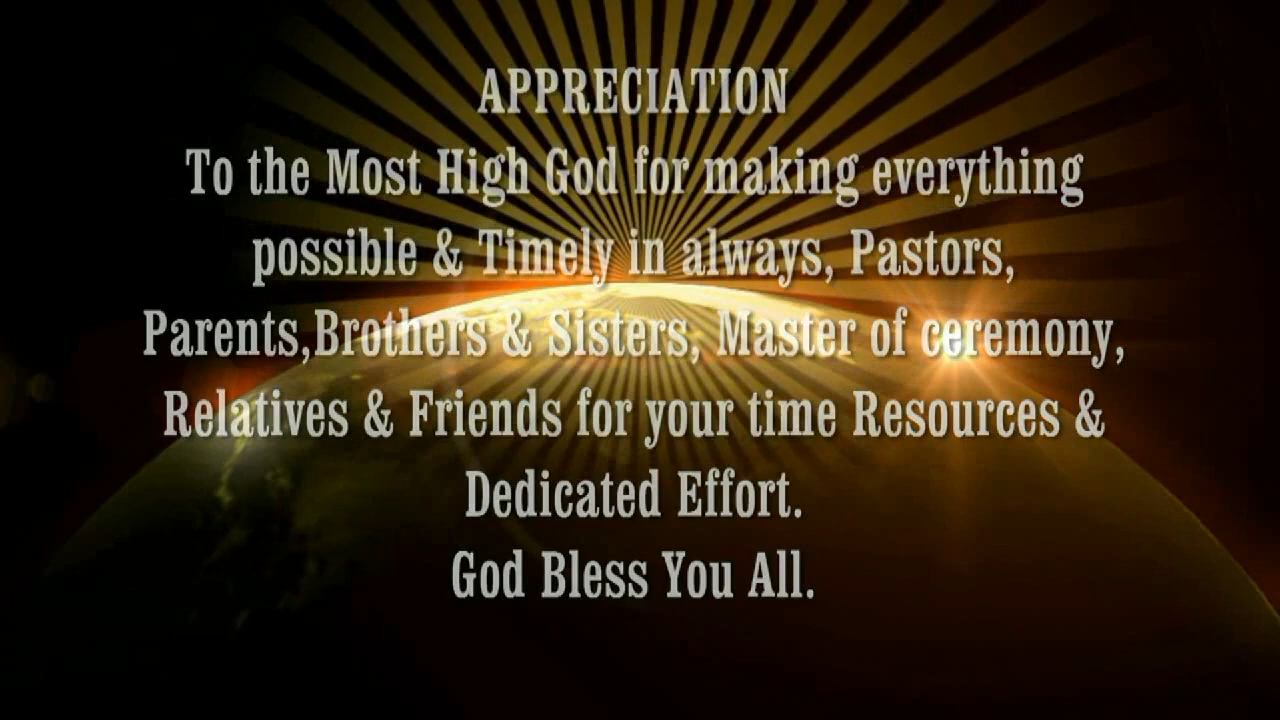 APPRECIATION
To the Most High God for making everything
possible & Timely in always, Pastors,
Parents,Brothers & Sisters, Master of ceremony,
Relatives & Friends for your time Resources &
Dedicated Effort.
God Bless You All.